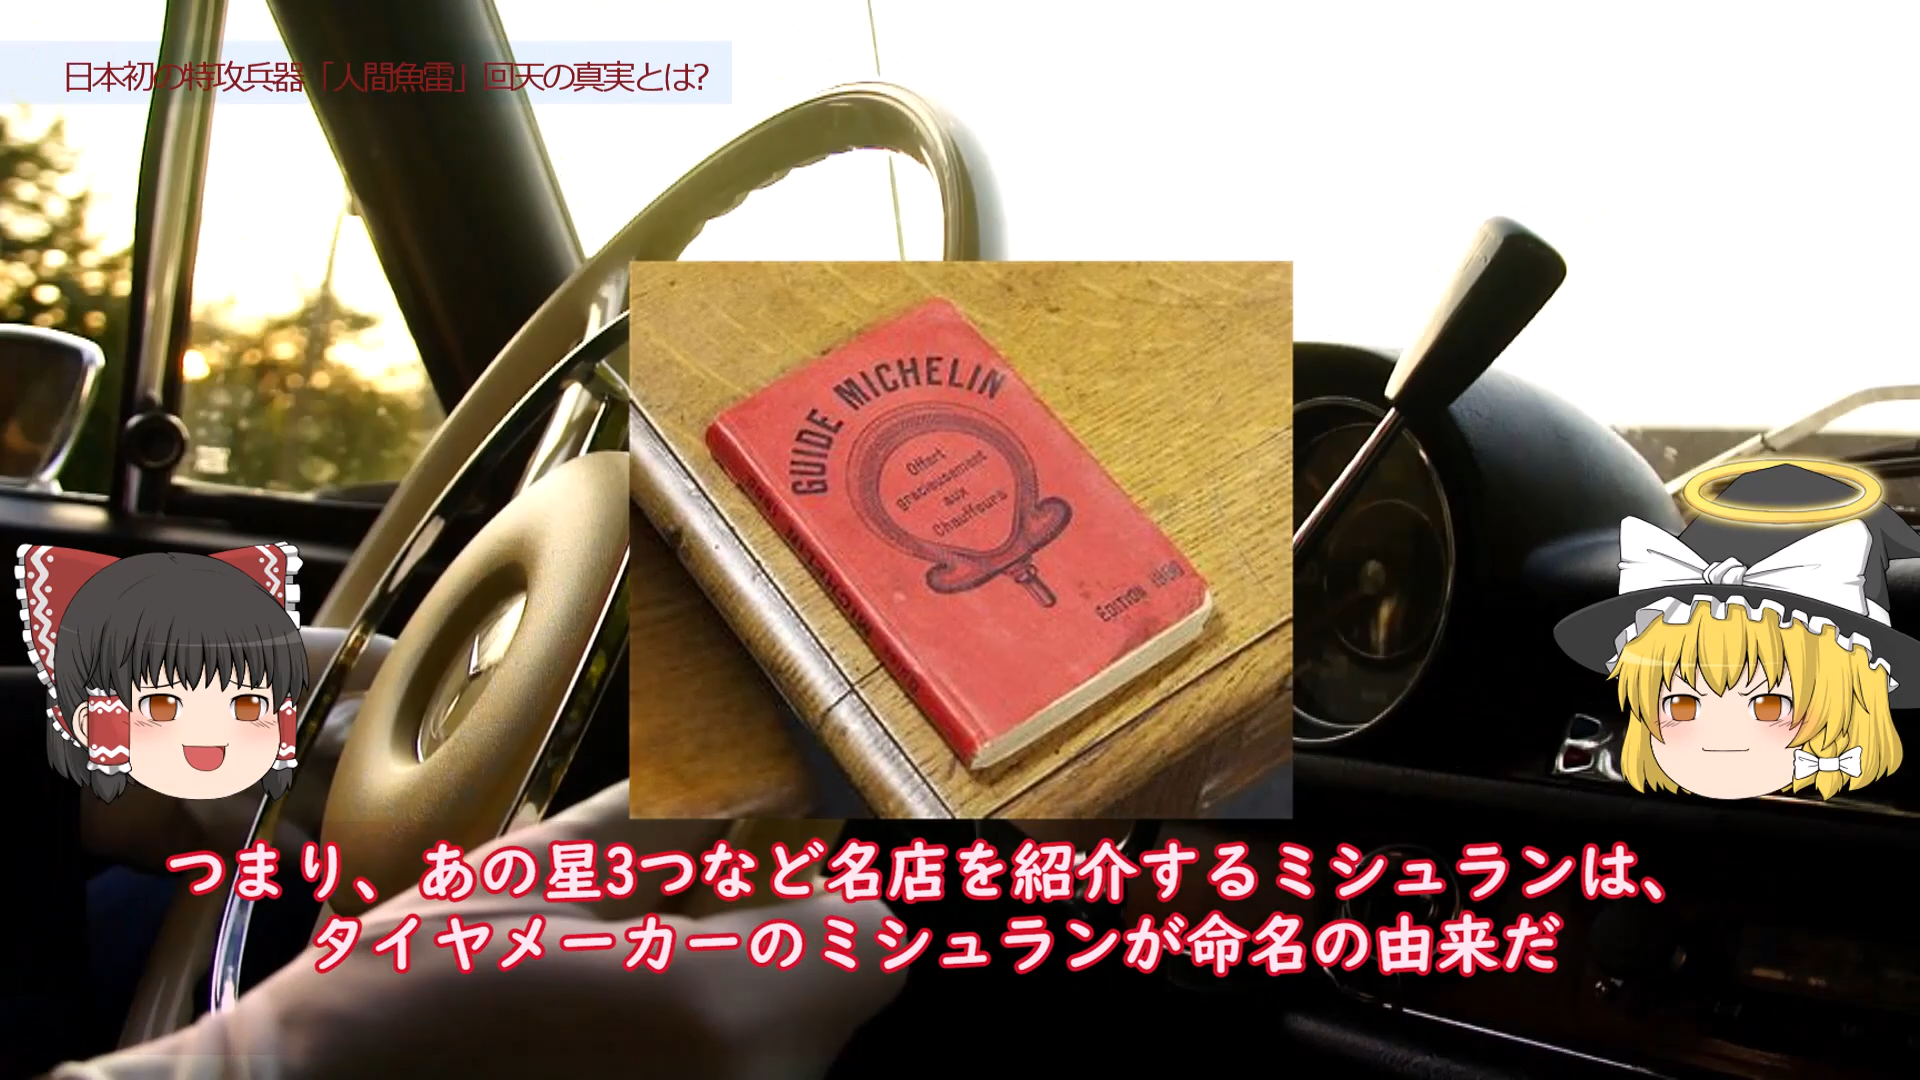 日本初の特攻兵器「人間魚雷」回天の真実とは?
GUIDE MICHELIN
Offert
gracieusement
aux
Chauffeurs
EDITION 1900
つまり、あの星3つなど名店を紹介するミシュランは、
タイヤメーカーのミシュランが命名の由来だ